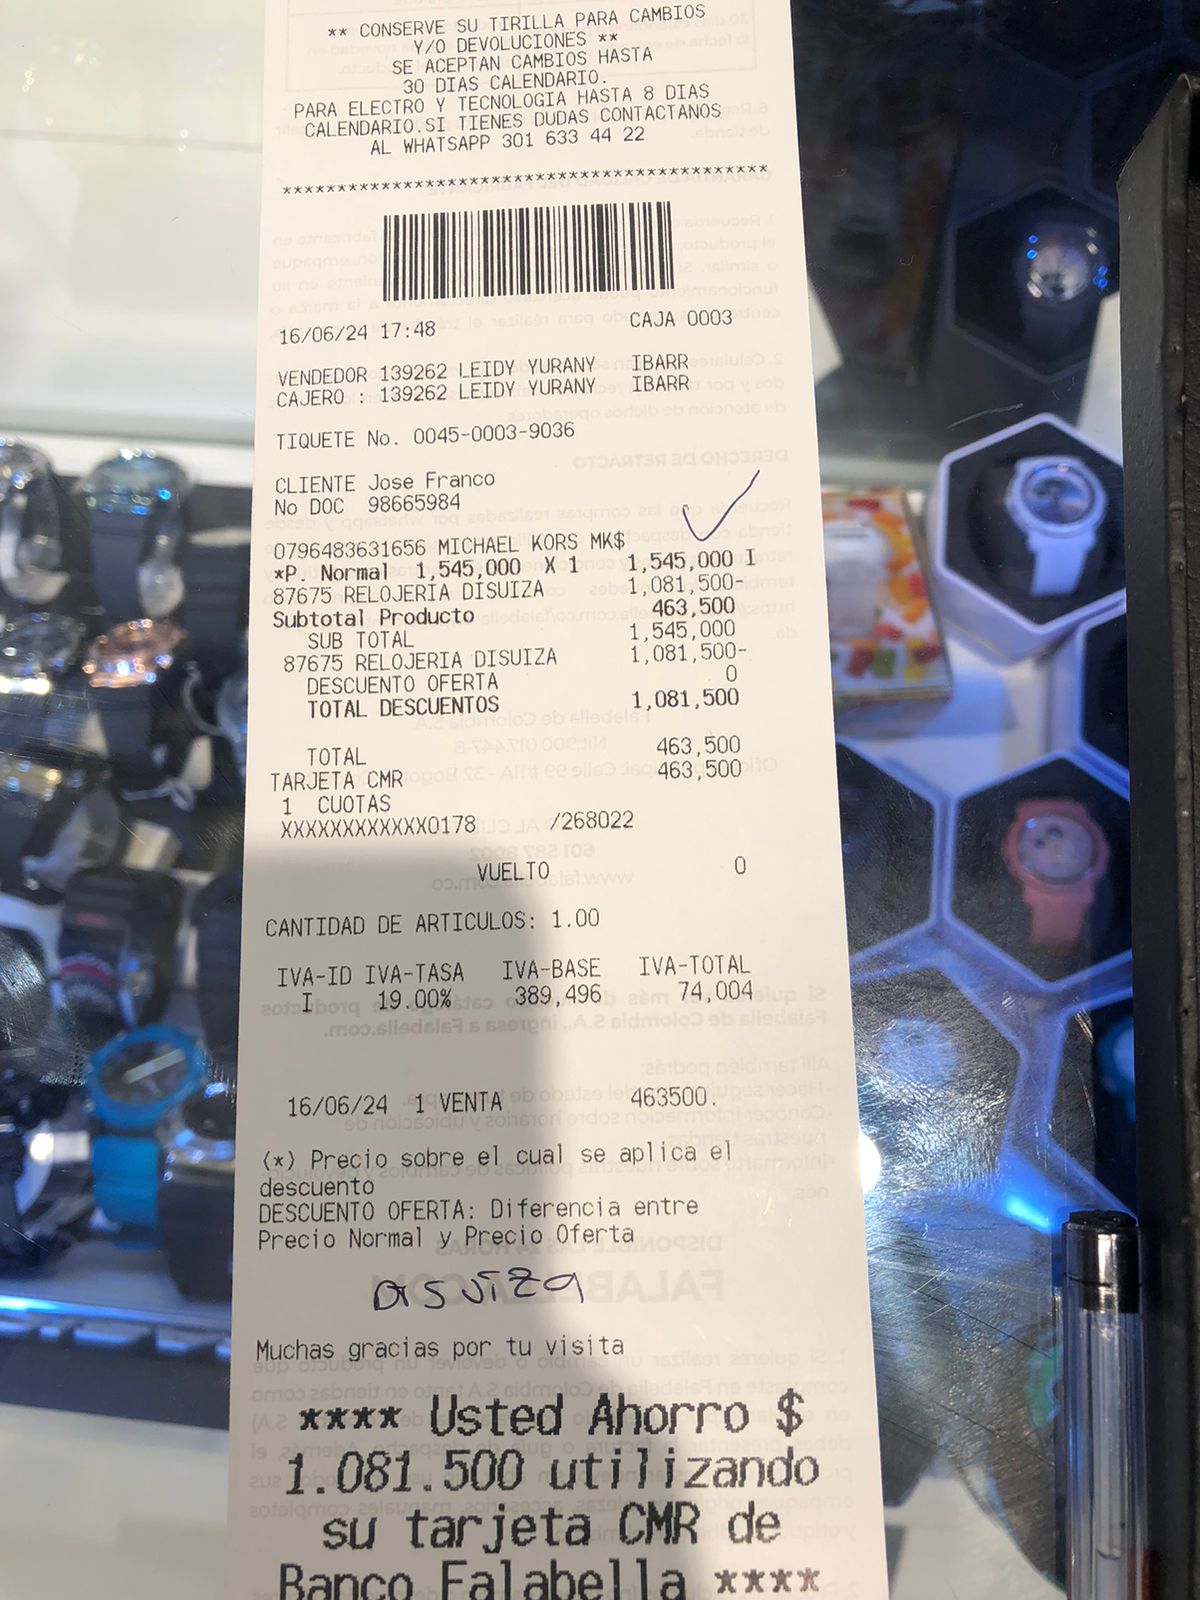 ** CONSERVE SU TIRILLA PARA CAMBIOS
Y/O DEVOLUCIONES **
SE ACEPTAN CAMBIOS HASTA
30 DIAS CALENDARIO.
PARA ELECTRO Y TECNOLOGIA HASTA 8 DIAS
CALENDARIO.SI TIENES DUDAS CONTACTANOS
AL WHATSAPP 301 633 44 22
********************************************
16/06/24 17:48 CAJA 0003
VENDEDOR 139262 LEIDY YURANY IBARR
CAJERO : 139262 LEIDY YURANY IBARR
TIQUETE No. 0045-0003-9036
CLIENTE Jose Franco
No DOC 98665984
0796483631656 MICHAEL KORS MK$
*P. Normal 1,545,000 X 1 1,545,000 I
87675 RELOJERIA DISUIZA 1,081,500-
Subtotal Producto 463,500
SUB TOTAL 1,545,000
87675 RELOJERIA DISUIZA 1,081,500-
DESCUENTO OFERTA 0
TOTAL DESCUENTOS 1,081,500
TOTAL 463,500
TARJETA CMR 463,500
1 CUOTAS
XXXXXXXXXXXX0178 /268022
VUELTO 0
CANTIDAD DE ARTICULOS: 1.00
IVA-ID IVA-TASA IVA-BASE IVA-TOTAL
I 19.00% 389,496 74,004
16/06/24 1 VENTA 463500.
(*) Precio sobre el cual se aplica el
descuento
DESCUENTO OFERTA: Diferencia entre
Precio Normal y Precio Oferta
DISUIZA
Muchas gracias por tu visita
**** Usted Ahorro $
1.081.500 utilizando
su tarjeta CMR de
Banco Falabella ****